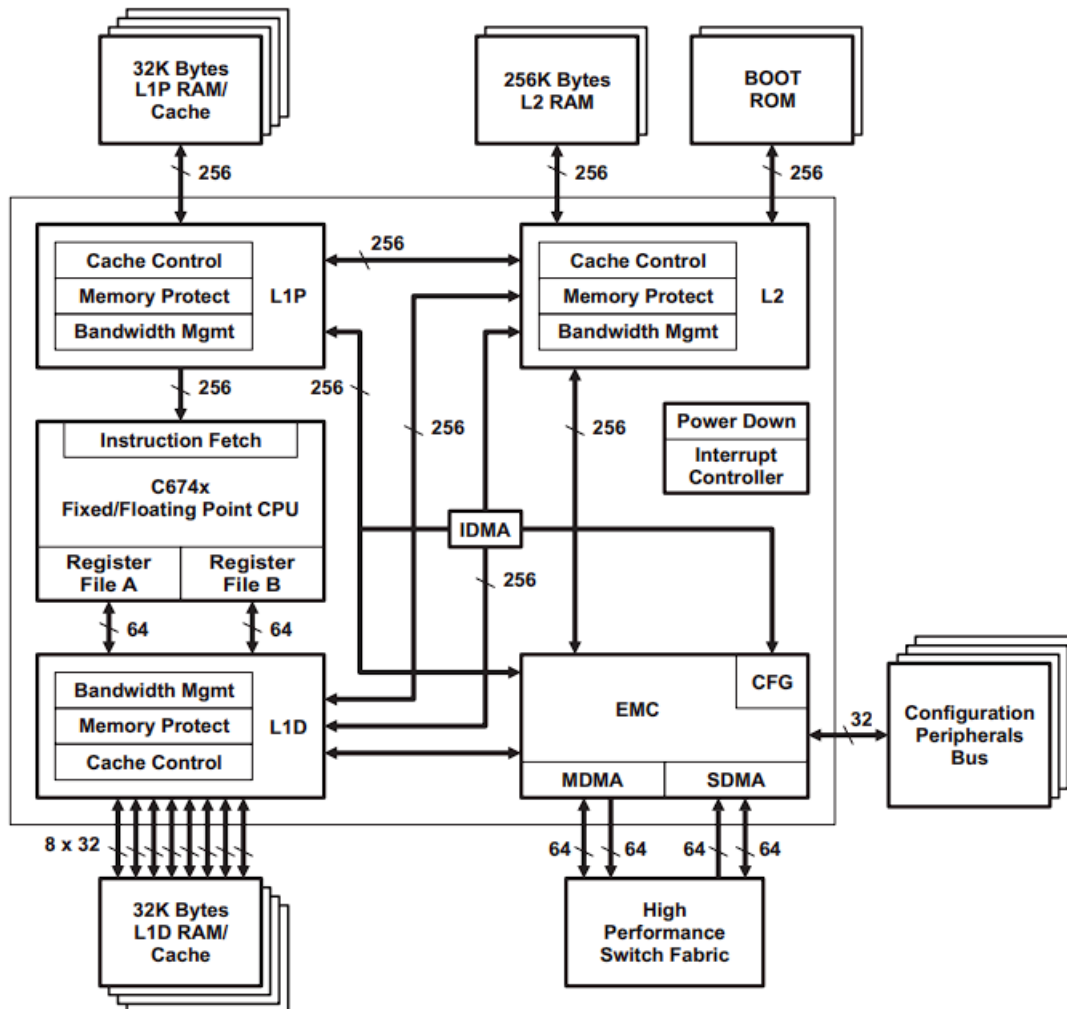 32K Bytes
L1P RAM/
Cache
256K Bytes
L2 RAM
BOOT
ROM
256
256
256
Cache Control
Memory Protect
Bandwidth Mgmt
L1P
256
Cache Control
Memory Protect
Bandwidth Mgmt
L2
256
256
256
256
Power Down
Interrupt
Controller
Instruction Fetch
C674x
Fixed/Floating Point CPU
Register
File A
Register
File B
IDMA
256
64
64
Bandwidth Mgmt
Memory Protect
Cache Control
L1D
EMC
CFG
MDMA
SDMA
32
Configuration
Peripherals
Bus
8 x 32
64
64
64
64
32K Bytes
L1D RAM/
Cache
High
Performance
Switch Fabric